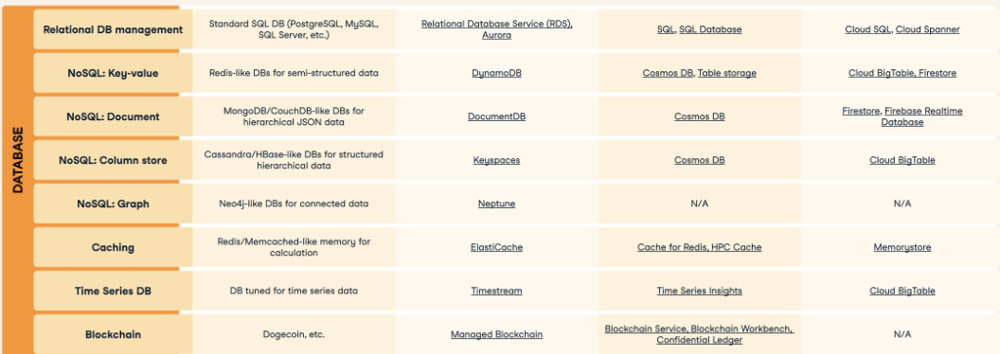 DATABASE
Relational DB management
Standard SQL DB (PostgreSQL, MySQL,
SQL Server, etc.)
Relational Database Service (RDS),
Aurora
SQL, SQL Database
Cloud SQL, Cloud Spanner
NoSQL: Key-value
Redis-like DBs for semi-structured data
DynamoDB
Cosmos DB, Table storage
Cloud BigTable, Firestore
NoSQL: Document
MongoDB/CouchDB-like DBs for
hierarchical JSON data
DocumentDB
Cosmos DB
Firestore, Firebase Realtime
Database
NoSQL: Column store
Cassandra/HBase-like DBs for structured
hierarchical data
Keyspaces
Cosmos DB
Cloud BigTable
NoSQL: Graph
Neo4j-like DBs for connected data
Neptune
N/A
N/A
Caching
Redis/Memcached-like memory for
calculation
ElastiCache
Cache for Redis, HPC Cache
Memorystore
Time Series DB
DB tuned for time series data
Timestream
Time Series Insights
Cloud BigTable
Blockchain
Dogecoin, etc.
Managed Blockchain
Blockchain Service, Blockchain Workbench,
Confidential Ledger
N/A